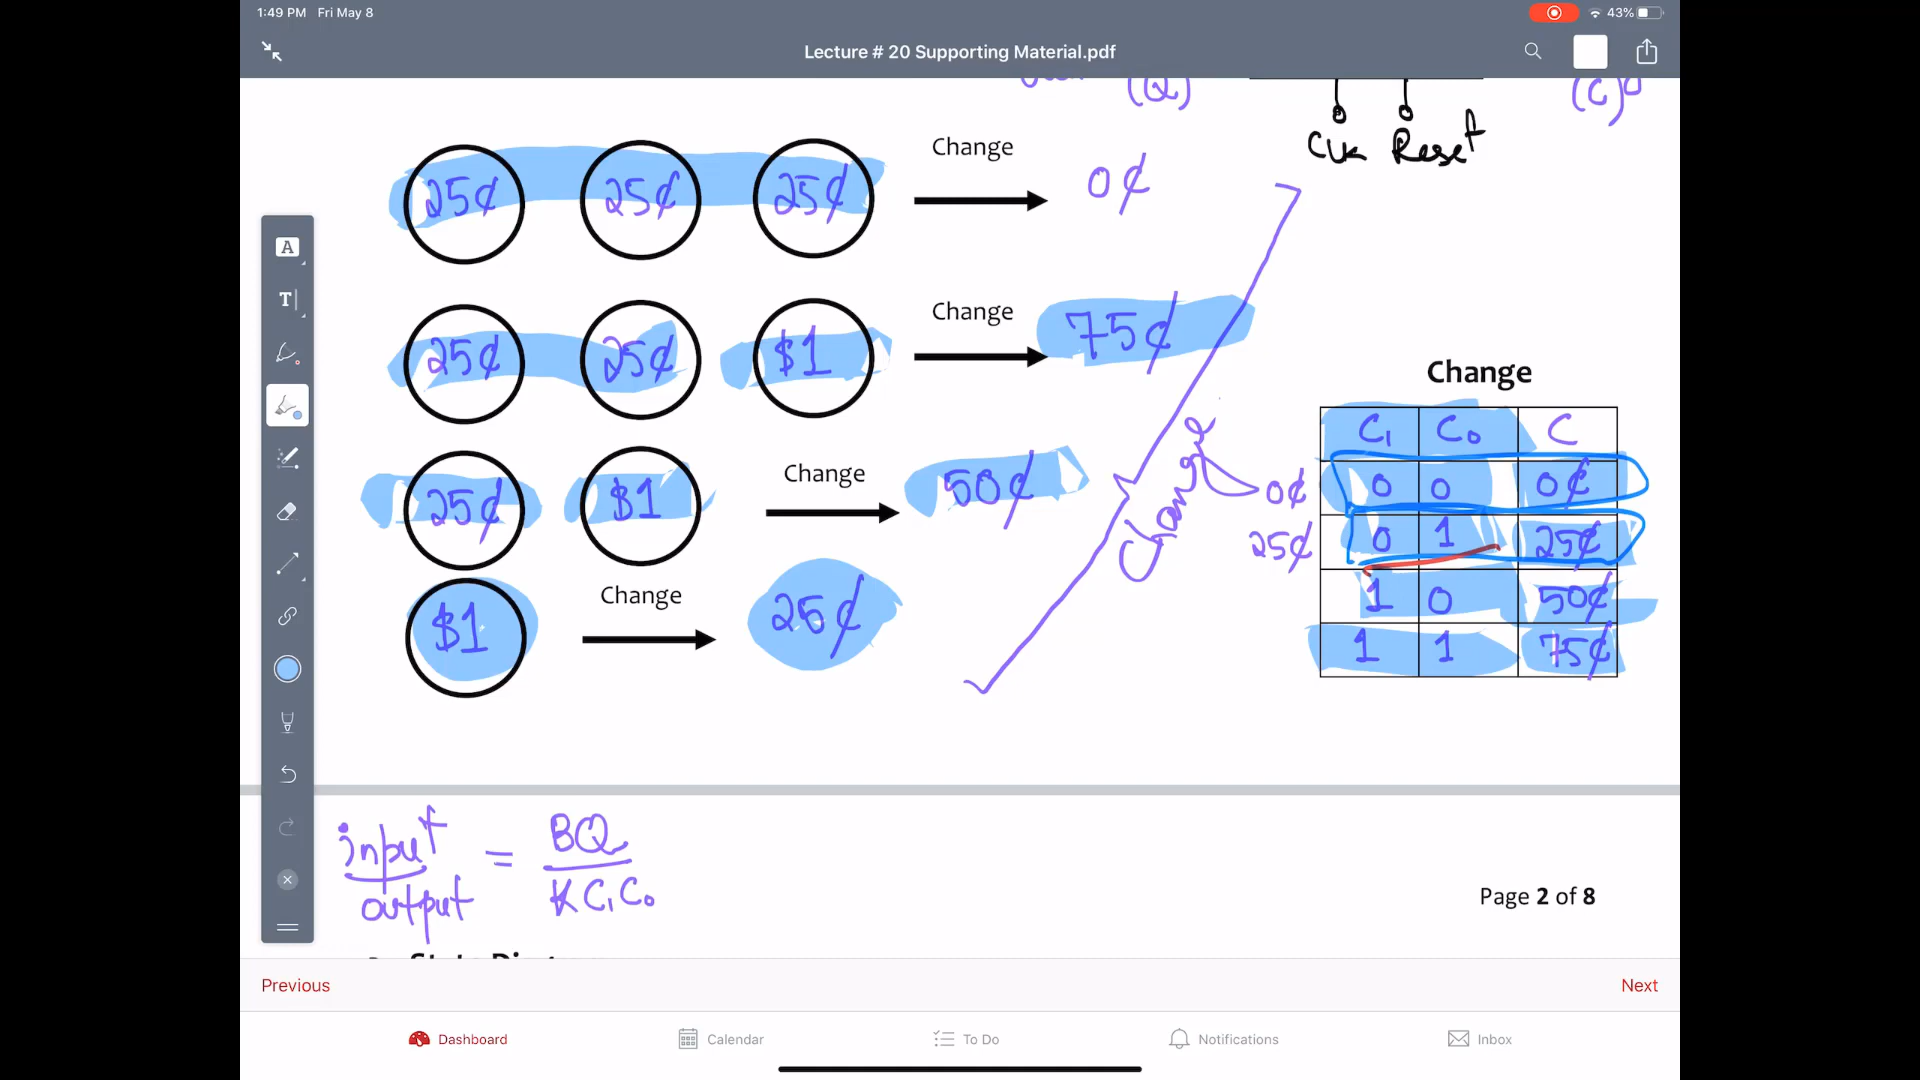 1:49 PM Fri May 8
43%
Lecture # 20 Supporting Material.pdf
(Q)
(C)
Clk Reset
25¢ 25¢ 25¢ Change 0¢
25¢ 25¢ $1 Change 75¢
25¢ $1 Change 50¢
$1 Change 25¢
Change
0¢
25¢
Change
C₁ C₀ C
0 0 0¢
0 1 25¢
1 0 50¢
1 1 75¢
A
T
input = BQ
output KC₁C₀
Page 2 of 8
Previous
Next
Dashboard
Calendar
To Do
Notifications
Inbox